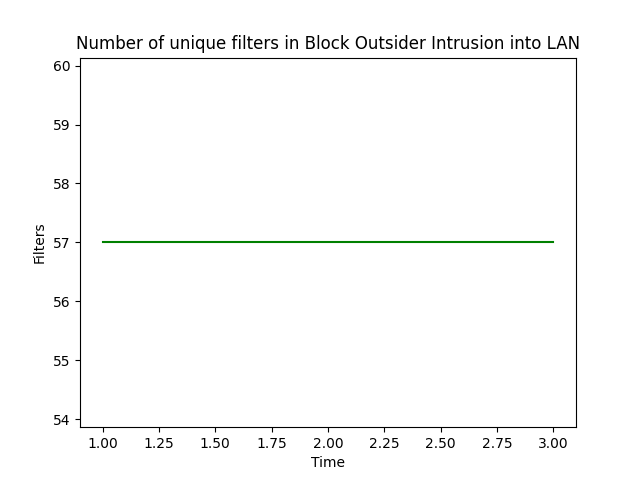 Number of unique filters in Block Outsider Intrusion into LAN
60
59
58
57
56
55
54
Filters
1.00 1.25 1.50 1.75 2.00 2.25 2.50 2.75 3.00
Time